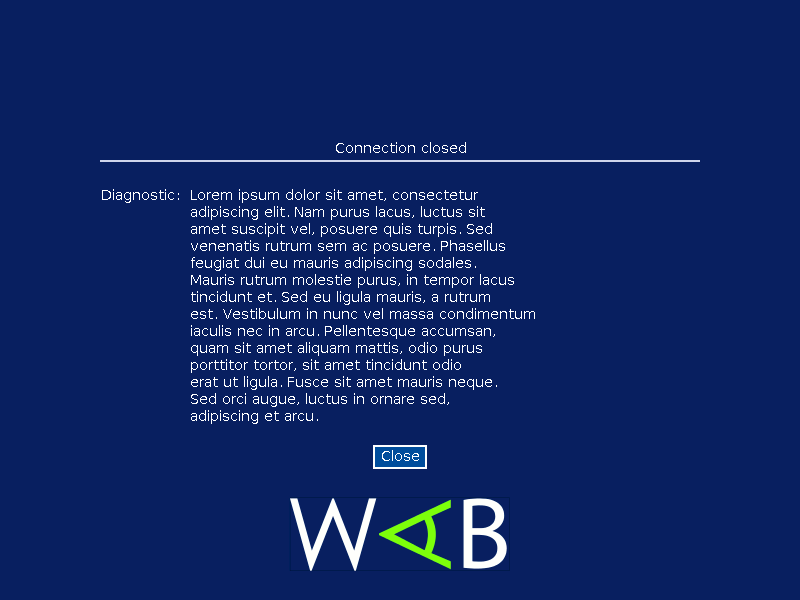 Connection closed
Diagnostic: Lorem ipsum dolor sit amet, consectetur
adipiscing elit. Nam purus lacus, luctus sit
amet suscipit vel, posuere quis turpis. Sed
venenatis rutrum sem ac posuere. Phasellus
feugiat dui eu mauris adipiscing sodales.
Mauris rutrum molestie purus, in tempor lacus
tincidunt et. Sed eu ligula mauris, a rutrum
est. Vestibulum in nunc vel massa condimentum
iaculis nec in arcu. Pellentesque accumsan,
quam sit amet aliquam mattis, odio purus
porttitor tortor, sit amet tincidunt odio
erat ut ligula. Fusce sit amet mauris neque.
Sed orci augue, luctus in ornare sed,
adipiscing et arcu.
Close
WAB